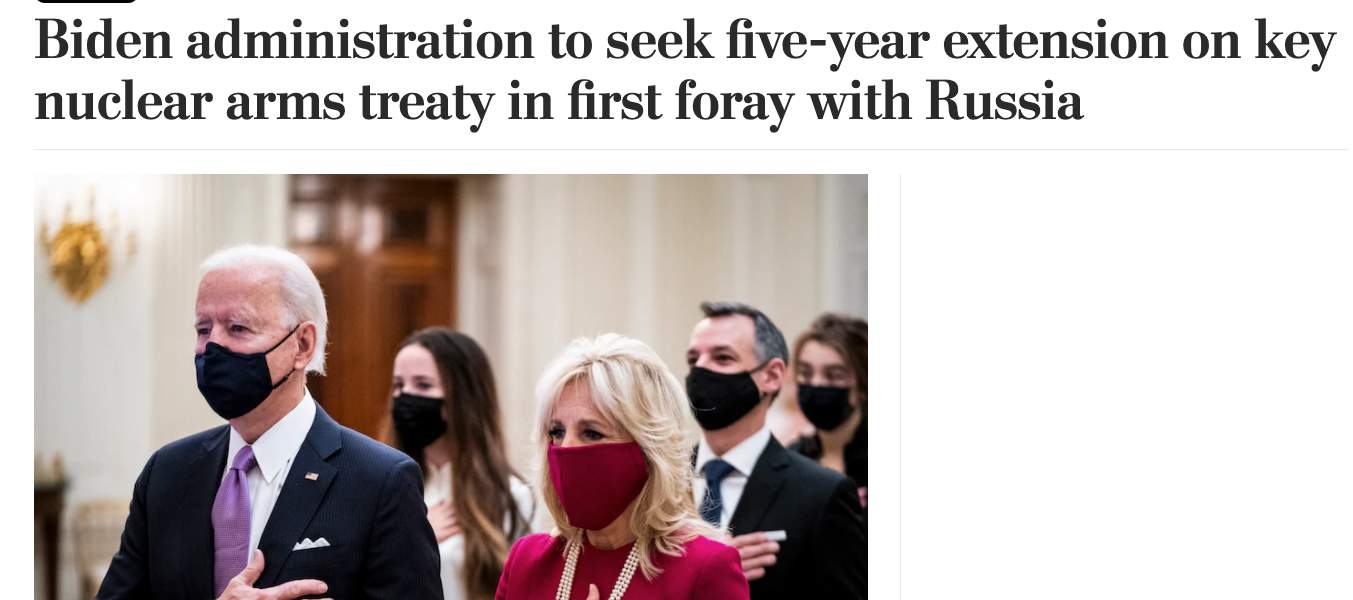 Biden administration to seek five-year extension on key
nuclear arms treaty in first foray with Russia